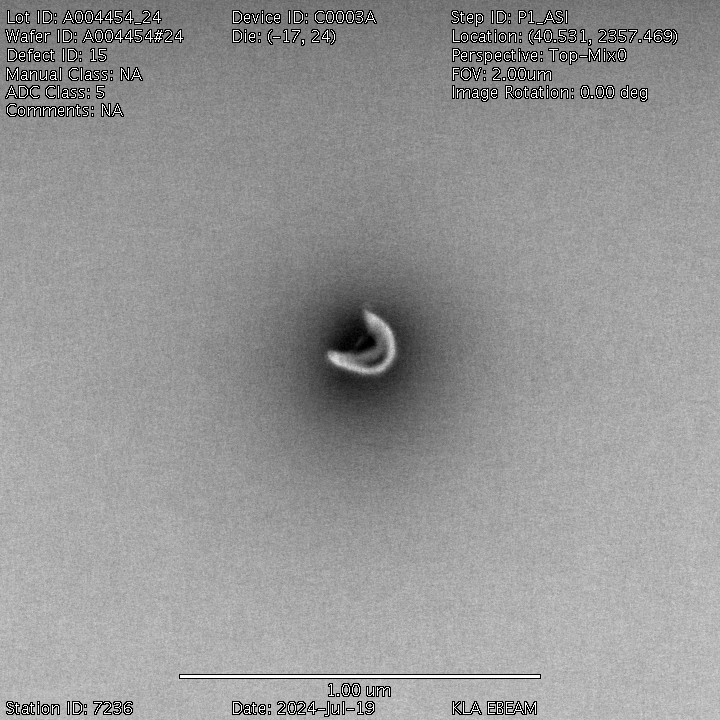 Lot ID: A004454_24 Device ID: C0003A Step ID: P1_ASI
Wafer ID: A004454#24 Die: (-17, 24) Location: (40.531, 2357.469)
Defect ID: 15 Perspective: Top-Mix0
Manual Class: NA FOV: 2.00um
ADC Class: 5 Image Rotation: 0.00 deg
Comments: NA
1.00 um
Station ID: 7236 Date: 2024-Jul-19 KLA EBEAM